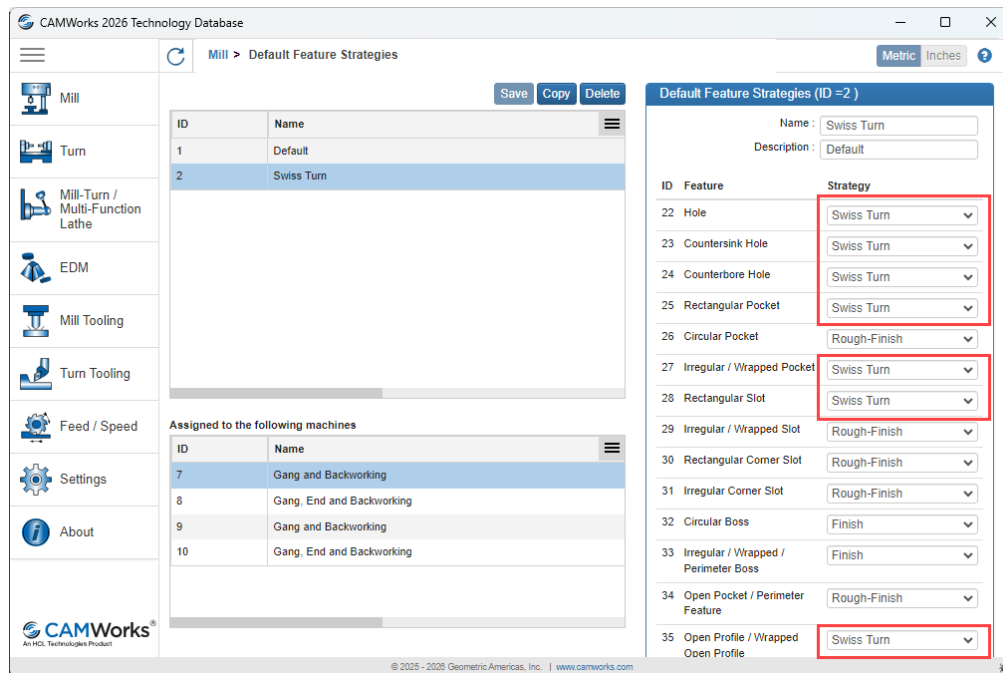 CAMWorks 2026 Technology Database
Mill > Default Feature Strategies
Metric Inches ?
Mill
Turn
Mill-Turn /
Multi-Function
Lathe
EDM
Mill Tooling
Turn Tooling
Feed / Speed
Settings
About
CAMWorks®
An HCL Technologies Product
Save Copy Delete
ID Name
1 Default
2 Swiss Turn
Assigned to the following machines
ID Name
7 Gang and Backworking
8 Gang, End and Backworking
9 Gang and Backworking
10 Gang, End and Backworking
Default Feature Strategies (ID =2 )
Name : Swiss Turn
Description : Default
ID Feature Strategy
22 Hole Swiss Turn
23 Countersink Hole Swiss Turn
24 Counterbore Hole Swiss Turn
25 Rectangular Pocket Swiss Turn
26 Circular Pocket Rough-Finish
27 Irregular / Wrapped Pocket Swiss Turn
28 Rectangular Slot Swiss Turn
29 Irregular / Wrapped Slot Rough-Finish
30 Rectangular Corner Slot Rough-Finish
31 Irregular Corner Slot Rough-Finish
32 Circular Boss Finish
33 Irregular / Wrapped / Finish
Perimeter Boss
34 Open Pocket / Perimeter Rough-Finish
Feature
35 Open Profile / Wrapped Swiss Turn
Open Profile
© 2025 - 2026 Geometric Americas, Inc. | www.camworks.com